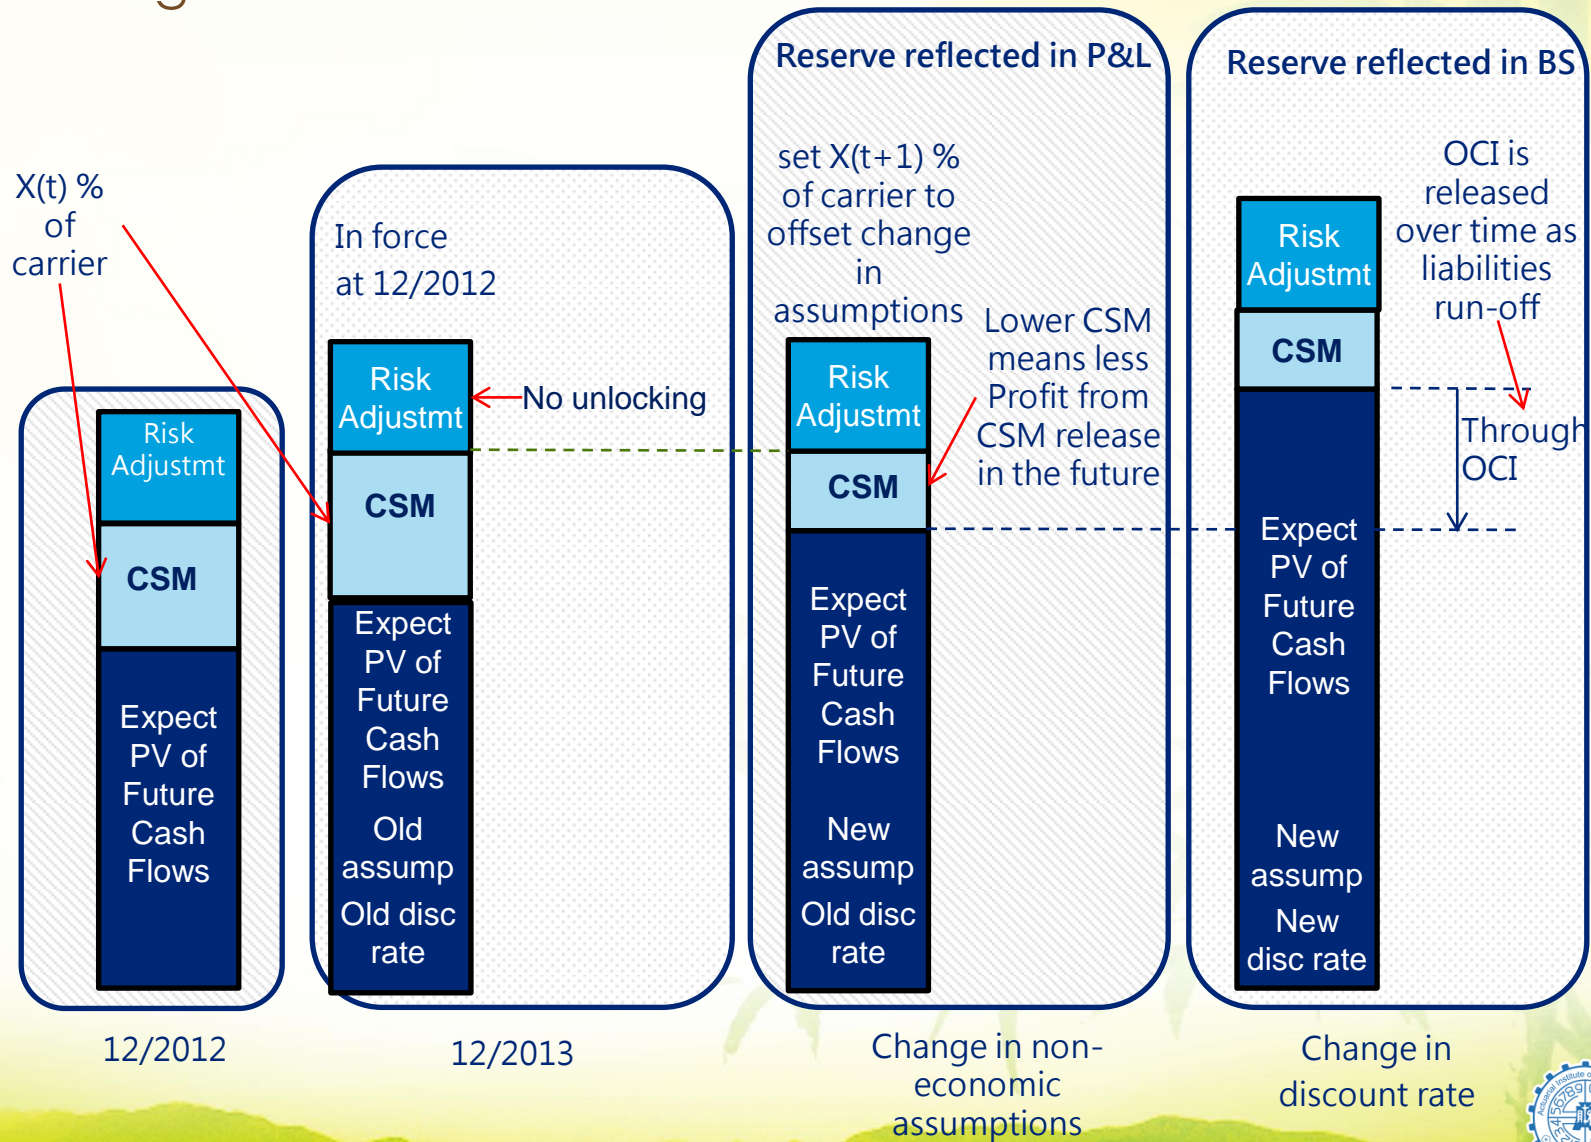 X(t) %
of
carrier
Risk
Adjustmt
CSM
Expect
PV of
Future
Cash
Flows
12/2012
In force
at 12/2012
Risk
Adjustmt
No unlocking
CSM
Expect
PV of
Future
Cash
Flows
Old
assump
Old disc
rate
12/2013
Reserve reflected in P&L
set X(t+1) %
of carrier to
offset change
in
assumptions
Lower CSM
means less
Profit from
CSM release
in the future
Risk
Adjustmt
CSM
Expect
PV of
Future
Cash
Flows
New
assump
Old disc
rate
Change in non-
economic
assumptions
Reserve reflected in BS
OCI is
released
over time as
liabilities
run-off
Through
OCI
Risk
Adjustmt
CSM
Expect
PV of
Future
Cash
Flows
New
assump
New
disc rate
Change in
discount rate